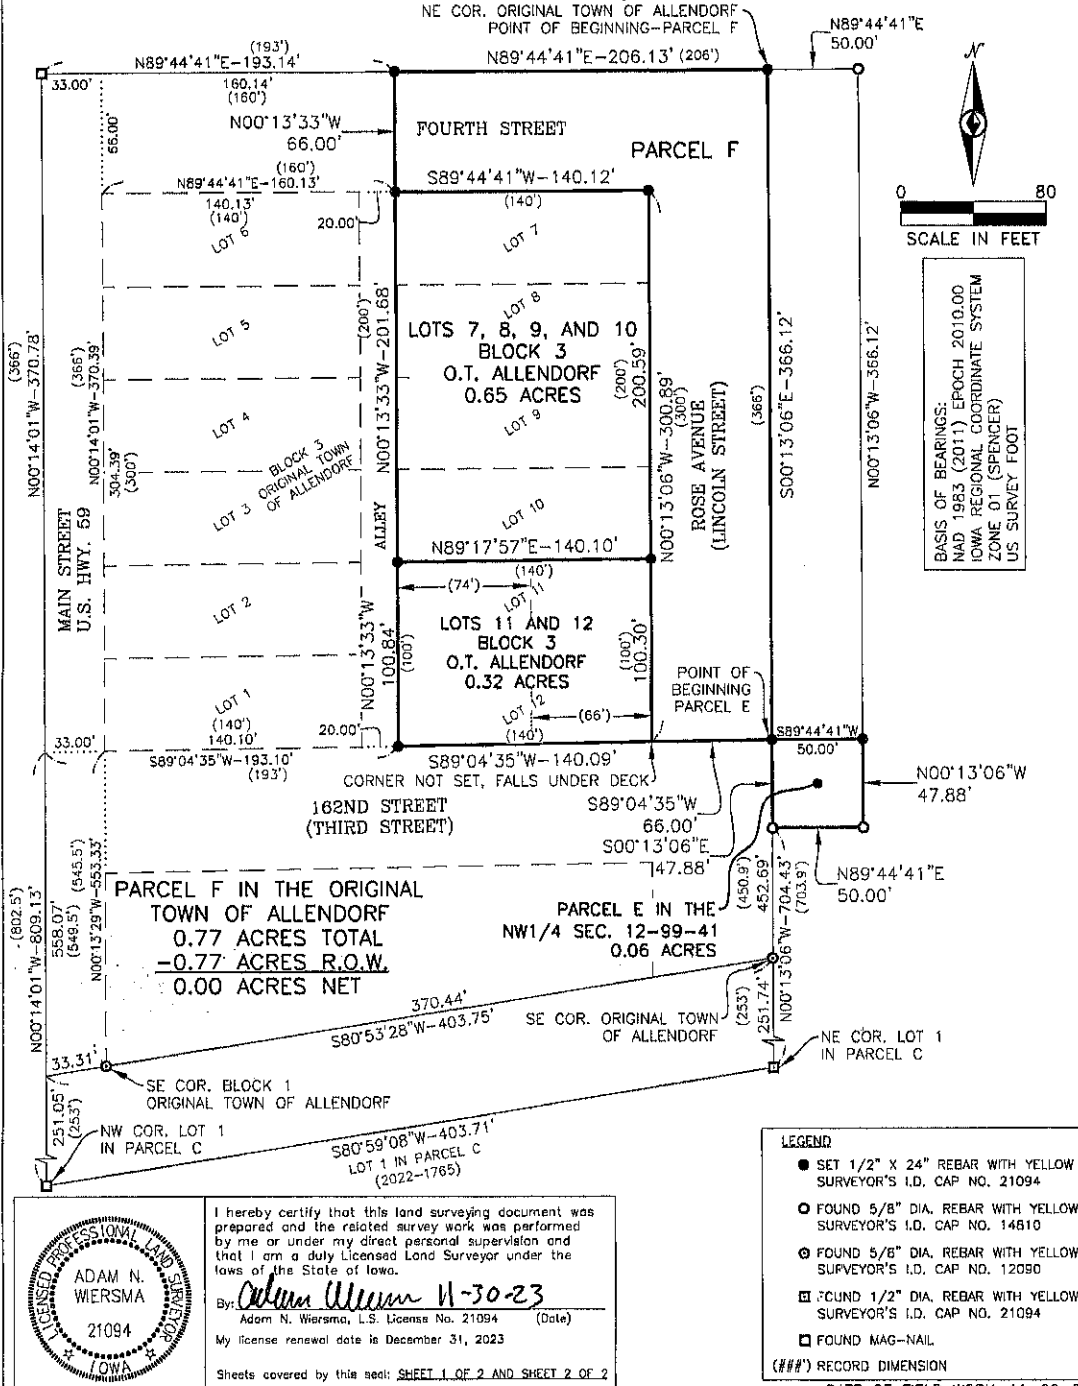 NE COR. ORIGINAL TOWN OF ALLENDORF
POINT OF BEGINNING-PARCEL F
N89°44'41"E
50.00'
(193')
N89°44'41"E-193.14'
N89°44'41"E-206.13' (206')
33.00'
160.14'
(160')
66.00'
N00°13'33"W
66.00'
FOURTH STREET
PARCEL F
N
0 80
SCALE IN FEET
(160')
N89°44'41"E-160.13'
140.13'
(140')
20.00'
S89°44'41"W-140.12'
(140')
LOT 6
LOT 7
LOT 5
LOT 8
LOT 4
LOT 9
LOT 3
LOT 10
LOT 2
LOT 11
LOT 1
LOT 12
BLOCK 3
ORIGINAL TOWN
OF ALLENDORF
LOTS 7, 8, 9, AND 10
BLOCK 3
O.T. ALLENDORF
0.65 ACRES
(366')
N00°14'01"W-370.78'
(366')
N00°14'01"W-370.39'
304.39'
(300')
MAIN STREET
U.S. HWY. 59
(200')
N00°13'33"W-201.68'
ALLEY
(200')
200.59'
N00°13'06"W-300.89'
(300')
ROSE AVENUE
(LINCOLN STREET)
(366')
S00°13'06"E-366.12'
N00°13'06"W-366.12'
BASIS OF BEARINGS:
NAD 1983 (2011) EPOCH 2010.00
IOWA REGIONAL COORDINATE SYSTEM
ZONE 01 (SPENCER)
US SURVEY FOOT
N89°17'57"E-140.10'
(140')
(74')
N00°13'33"W
100.84'
(100')
LOTS 11 AND 12
BLOCK 3
O.T. ALLENDORF
0.32 ACRES
(100')
100.30'
(66')
(140')
POINT OF
BEGINNING
PARCEL E
S89°44'41"W
50.00'
(140')
140.10'
20.00'
33.00'
S89°04'35"W-193.10'
(193')
S89°04'35"W-140.09'
CORNER NOT SET, FALLS UNDER DECK
162ND STREET
(THIRD STREET)
S89°04'35"W
66.00'
S00°13'06"E
47.88'
N00°13'06"W
47.88'
N89°44'41"E
50.00'
PARCEL F IN THE ORIGINAL
TOWN OF ALLENDORF
0.77 ACRES TOTAL
-0.77 ACRES R.O.W.
0.00 ACRES NET
PARCEL E IN THE
NW1/4 SEC. 12-99-41
0.06 ACRES
(802.5')
N00°14'01"W-809.13'
558.07'
(549.5')
(545.5')
N00°13'29"W-553.33'
(450.9')
452.69'
N00°13'06"W-704.43'
(703.9')
370.44'
S80°53'28"W-403.75'
SE COR. ORIGINAL TOWN
OF ALLENDORF
(253')
251.74'
NE COR. LOT 1
IN PARCEL C
33.31'
SE COR. BLOCK 1
ORIGINAL TOWN OF ALLENDORF
251.05'
(253')
NW COR. LOT 1
IN PARCEL C
S80°59'08"W-403.71'
LOT 1 IN PARCEL C
(2022-1765)
LICENSED PROFESSIONAL LAND SURVEYOR
ADAM N.
WIERSMA
21094
IOWA
I hereby certify that this land surveying document was
prepared and the related survey work was performed
by me or under my direct personal supervision and
that I am a duly Licensed Land Surveyor under the
laws of the State of Iowa.
By: Adam Wiersma 11-30-23
Adam N. Wiersma, L.S. License No. 21094 (Date)
My license renewal date is December 31, 2023
Sheets covered by this seal: SHEET 1 OF 2 AND SHEET 2 OF 2
LEGEND
SET 1/2" X 24" REBAR WITH YELLOW
SURVEYOR'S I.D. CAP NO. 21094
FOUND 5/8" DIA. REBAR WITH YELLOW
SURVEYOR'S I.D. CAP NO. 14610
FOUND 5/8" DIA. REBAR WITH YELLOW
SURVEYOR'S I.D. CAP NO. 12090
FOUND 1/2" DIA. REBAR WITH YELLOW
SURVEYOR'S I.D. CAP NO. 21094
FOUND MAG-NAIL
(###') RECORD DIMENSION